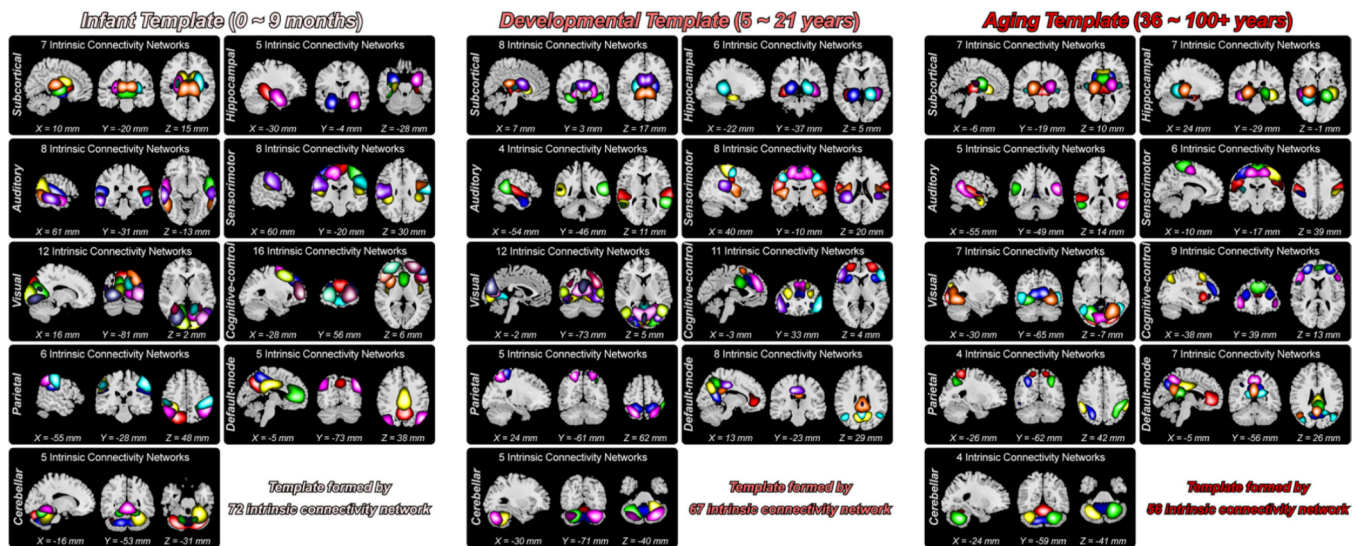 Infant Template (0 ~ 9 months)
7 Intrinsic Connectivity Networks
Subcortical
X = 10 mm Y = -20 mm Z = 15 mm
5 Intrinsic Connectivity Networks
Hippocampal
X = -30 mm Y = -4 mm Z = -28 mm
8 Intrinsic Connectivity Networks
Auditory
X = 61 mm Y = -31 mm Z = -13 mm
8 Intrinsic Connectivity Networks
Sensorimotor
X = 60 mm Y = -20 mm Z = 30 mm
12 Intrinsic Connectivity Networks
Visual
X = 16 mm Y = -81 mm Z = 2 mm
16 Intrinsic Connectivity Networks
Cognitive-control
X = -28 mm Y = 56 mm Z = 6 mm
6 Intrinsic Connectivity Networks
Parietal
X = -55 mm Y = -28 mm Z = 48 mm
5 Intrinsic Connectivity Networks
Default-mode
X = -5 mm Y = -73 mm Z = 38 mm
5 Intrinsic Connectivity Networks
Cerebellar
X = -16 mm Y = -53 mm Z = -31 mm
Template formed by
72 intrinsic connectivity network
Developmental Template (5 ~ 21 years)
8 Intrinsic Connectivity Networks
Subcortical
X = 7 mm Y = 3 mm Z = 17 mm
6 Intrinsic Connectivity Networks
Hippocampal
X = -22 mm Y = -37 mm Z = 5 mm
4 Intrinsic Connectivity Networks
Auditory
X = -54 mm Y = -46 mm Z = 11 mm
8 Intrinsic Connectivity Networks
Sensorimotor
X = 40 mm Y = -10 mm Z = 20 mm
12 Intrinsic Connectivity Networks
Visual
X = -2 mm Y = -73 mm Z = 5 mm
11 Intrinsic Connectivity Networks
Cognitive-control
X = -3 mm Y = 33 mm Z = 4 mm
5 Intrinsic Connectivity Networks
Parietal
X = 24 mm Y = -61 mm Z = 62 mm
8 Intrinsic Connectivity Networks
Default-mode
X = 13 mm Y = -23 mm Z = 29 mm
5 Intrinsic Connectivity Networks
Cerebellar
X = -30 mm Y = -71 mm Z = -40 mm
Template formed by
67 intrinsic connectivity network
Aging Template (36 ~ 100+ years)
7 Intrinsic Connectivity Networks
Subcortical
X = -6 mm Y = -19 mm Z = 10 mm
7 Intrinsic Connectivity Networks
Hippocampal
X = 24 mm Y = -29 mm Z = -1 mm
5 Intrinsic Connectivity Networks
Auditory
X = -55 mm Y = -49 mm Z = 14 mm
6 Intrinsic Connectivity Networks
Sensorimotor
X = -10 mm Y = -17 mm Z = 39 mm
7 Intrinsic Connectivity Networks
Visual
X = -30 mm Y = -65 mm Z = -7 mm
9 Intrinsic Connectivity Networks
Cognitive-control
X = -38 mm Y = 39 mm Z = 13 mm
4 Intrinsic Connectivity Networks
Parietal
X = -26 mm Y = -62 mm Z = 42 mm
7 Intrinsic Connectivity Networks
Default-mode
X = -5 mm Y = -56 mm Z = 26 mm
4 Intrinsic Connectivity Networks
Cerebellar
X = -24 mm Y = -59 mm Z = -41 mm
Template formed by
56 intrinsic connectivity network